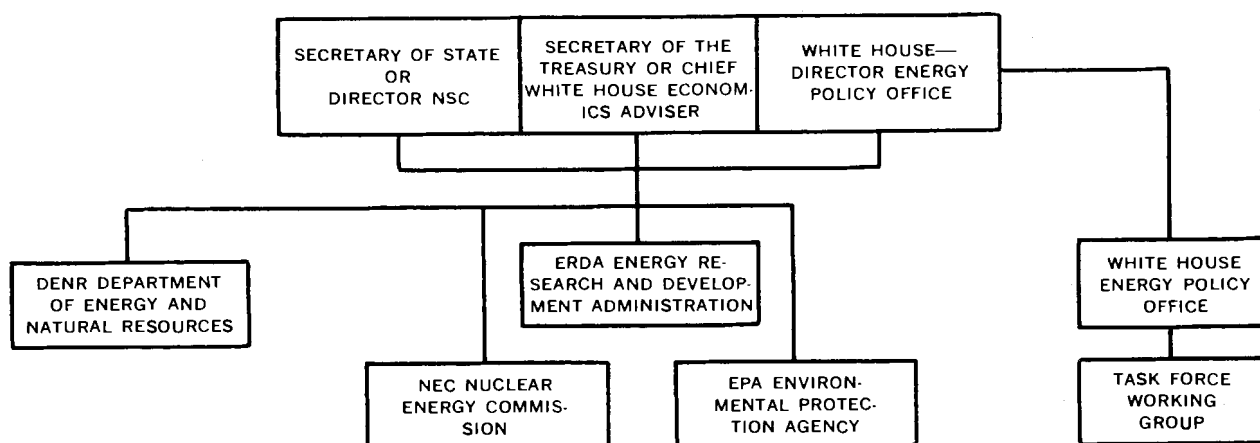 SECRETARY OF STATE
OR
DIRECTOR NSC
SECRETARY OF THE
TREASURY OR CHIEF
WHITE HOUSE ECONOM-
ICS ADVISER
WHITE HOUSE—
DIRECTOR ENERGY
POLICY OFFICE
DENR DEPARTMENT
OF ENERGY AND
NATURAL RESOURCES
ERDA ENERGY RE-
SEARCH AND DEVELOP-
MENT ADMINISTRATION
WHITE HOUSE
ENERGY POLICY
OFFICE
NEC NUCLEAR
ENERGY COMMIS-
SION
EPA ENVIRON-
MENTAL PROTEC-
TION AGENCY
TASK FORCE
WORKING
GROUP